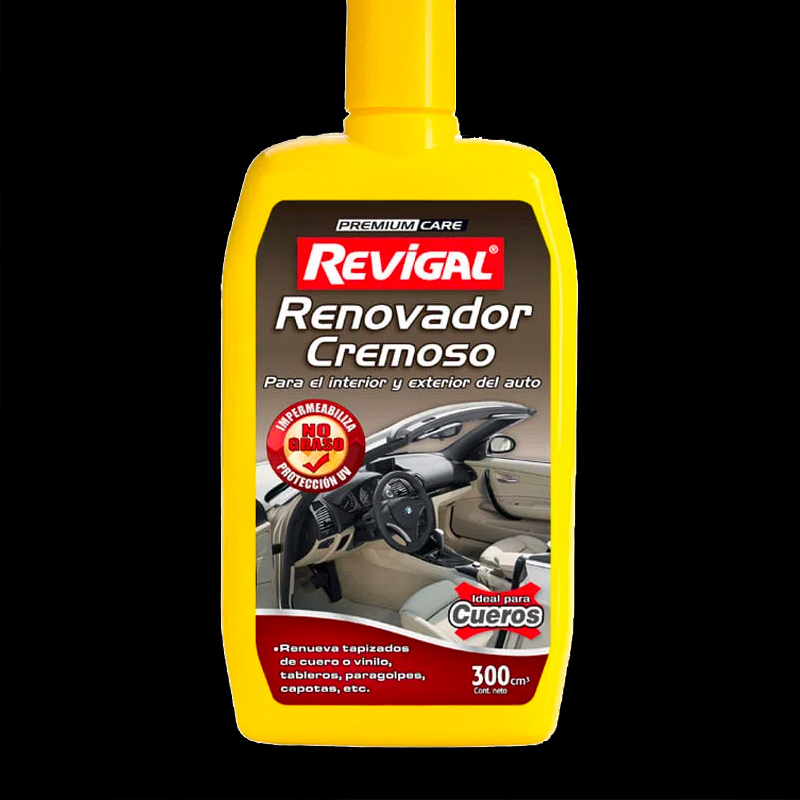 PREMIUM CARE
REVIGAL®
Renovador
Cremoso
Para el interior y exterior del auto
IMPERMEABILIZA
NO
GRASO
PROTECCIÓN UV
Ideal para
Cueros
•Renueva tapizados
de cuero o vinilo,
tableros, paragolpes,
capotas, etc.
300cm³
Cont. neto